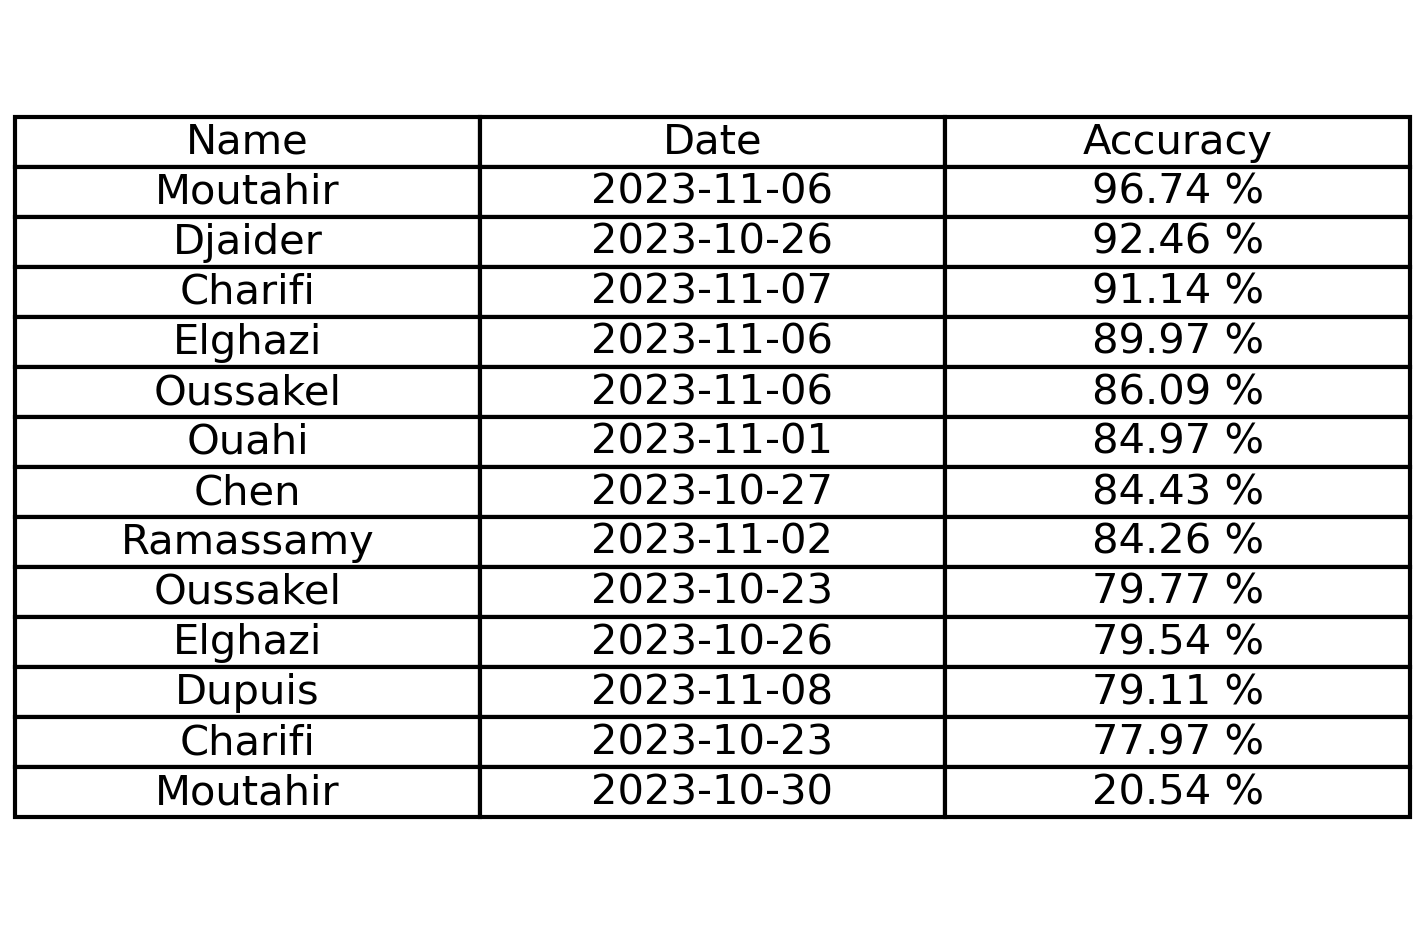 Name Date Accuracy
Moutahir 2023-11-06 96.74 %
Djaider 2023-10-26 92.46 %
Charifi 2023-11-07 91.14 %
Elghazi 2023-11-06 89.97 %
Oussakel 2023-11-06 86.09 %
Ouahi 2023-11-01 84.97 %
Chen 2023-10-27 84.43 %
Ramassamy 2023-11-02 84.26 %
Oussakel 2023-10-23 79.77 %
Elghazi 2023-10-26 79.54 %
Dupuis 2023-11-08 79.11 %
Charifi 2023-10-23 77.97 %
Moutahir 2023-10-30 20.54 %